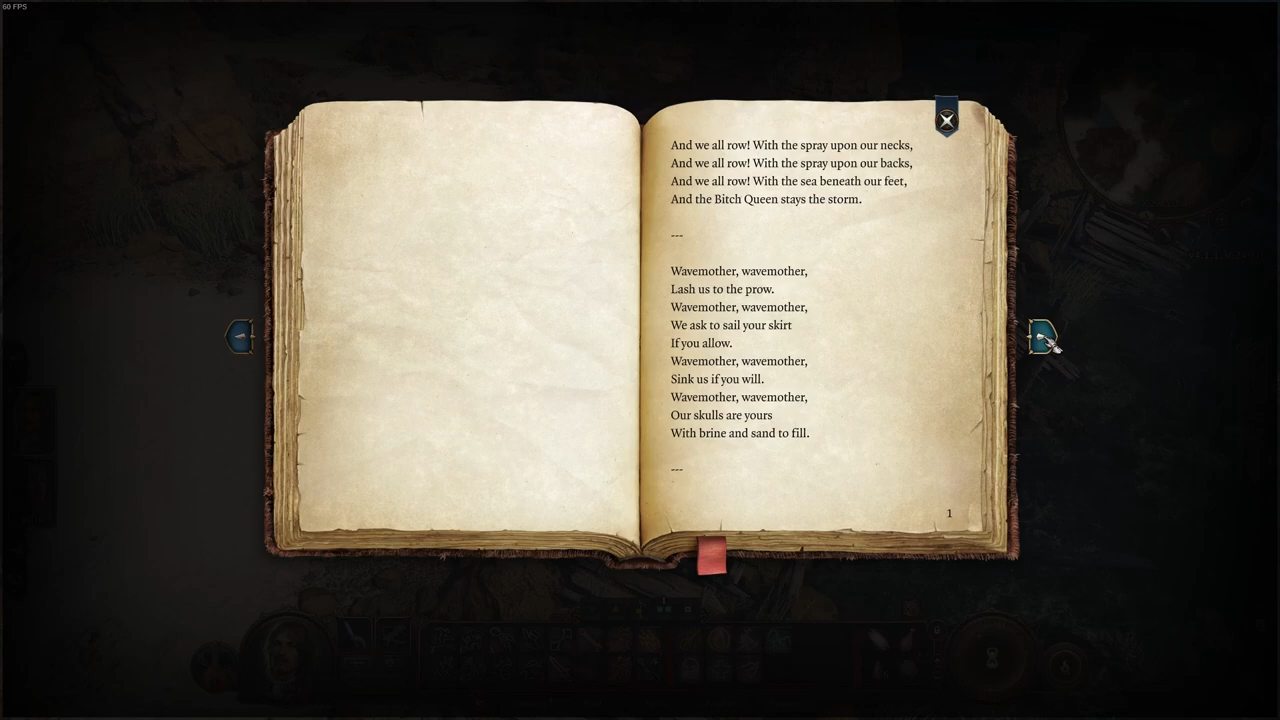 60 FPS
And we all row! With the spray upon our necks,
And we all row! With the spray upon our backs,
And we all row! With the sea beneath our feet,
And the Bitch Queen stays the storm.
---
Wavemother, wavemother,
Lash us to the prow.
Wavemother, wavemother,
We ask to sail your skirt
If you allow.
Wavemother, wavemother,
Sink us if you will.
Wavemother, wavemother,
Our skulls are yours
With brine and sand to fill.
---
1